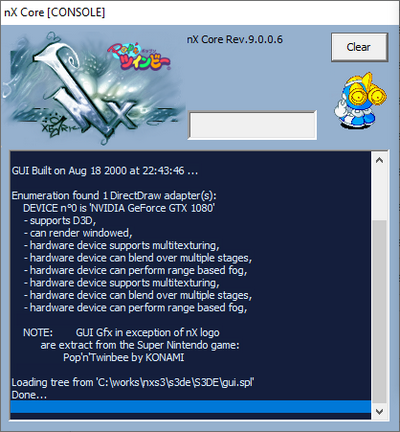 nX Core [CONSOLE]
nX Core Rev.9.0.0.6
Clear
ツインビー
nX
GUI Built on Aug 18 2000 at 22:43:46 ...
Enumeration found 1 DirectDraw adapter(s):
DEVICE n°0 is 'NVIDIA GeForce GTX 1080'
- supports D3D,
- can render windowed,
- hardware device supports multitexturing,
- hardware device can blend over multiple stages,
- hardware device can perform range based fog,
- hardware device supports multitexturing,
- hardware device can blend over multiple stages,
- hardware device can perform range based fog,
NOTE: GUI Gfx in exception of nX logo
are extract from the Super Nintendo game:
Pop'n'Twinbee by KONAMI
Loading tree from 'C:\works\nxs3\s3de\S3DE\gui.spl'
Done...